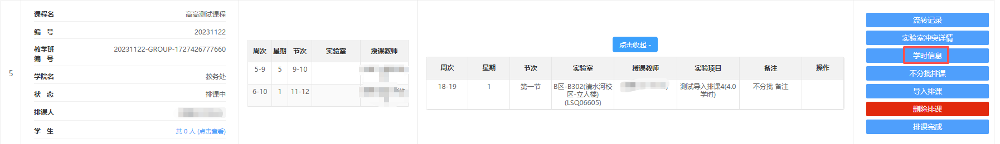 5
课程名 高高测试课程
编 号 20231122
教学班 20231122-GROUP-1727426777660
编 号
学院名 教务处
状 态 排课中
排课人
学 生 共 0 人 (点击查看)
周次 星期 节次 实验室 授课教师
5-9 5 9-10
6-10 1 11-12
点击收起 -
周次 星期 节次 实验室 授课教师 实验项目 备注 操作
18-19 1 第一节 B区-B302(清水河校 测试导入排课4(4.0 不分批 备注
区-立人楼) 学时)
(LSQ06605)
流转记录
实验室冲突详情
学时信息
不分批排课
导入排课
删除排课
排课完成